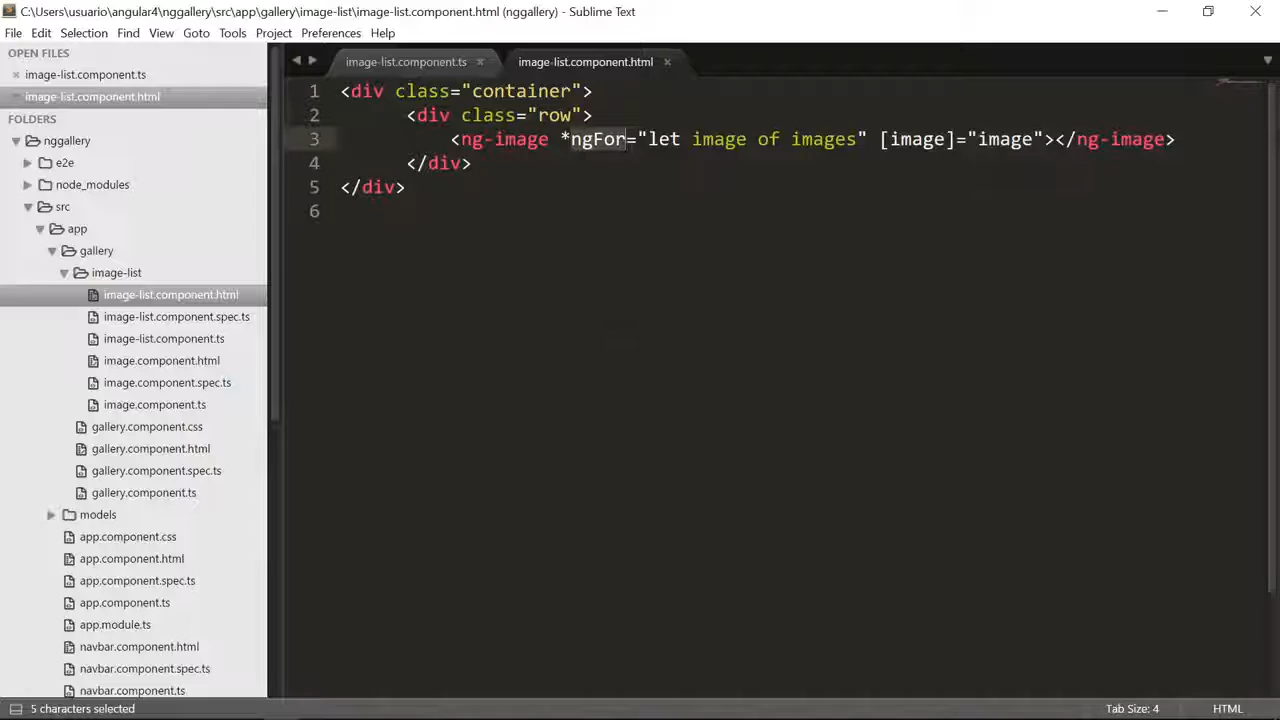 C:\Users\usuario\angular4\nggallery\src\app\gallery\image-list\image-list.component.html (nggallery) - Sublime Text
File Edit Selection Find View Goto Tools Project Preferences Help
OPEN FILES
image-list.component.ts
image-list.component.html
FOLDERS
nggallery
e2e
node_modules
src
app
gallery
image-list
image-list.component.html
image-list.component.spec.ts
image-list.component.ts
image.component.html
image.component.spec.ts
image.component.ts
gallery.component.css
gallery.component.html
gallery.component.spec.ts
gallery.component.ts
models
app.component.css
app.component.html
app.component.spec.ts
app.component.ts
app.module.ts
navbar.component.html
navbar.component.spec.ts
navbar.component.ts
image-list.component.ts image-list.component.html
1 <div class="container">
2 <div class="row">
3 <ng-image *ngFor="let image of images" [image]="image"></ng-image>
4 </div>
5 </div>
6
5 characters selected Tab Size: 4 HTML